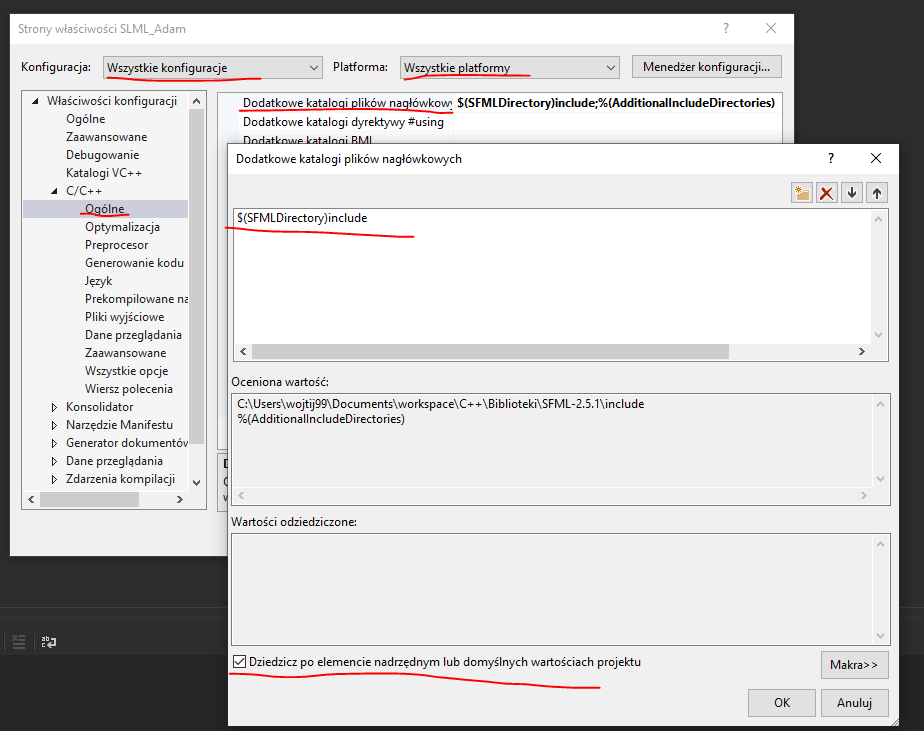 Strony właściwości SLML_Adam
Konfiguracja: Wszystkie konfiguracje Platforma: Wszystkie platformy Menedżer konfiguracji...
Właściwości konfiguracji
Ogólne
Zaawansowane
Debugowanie
Katalogi VC++
C/C++
Ogólne
Optymalizacja
Preprocesor
Generowanie kodu
Język
Prekompilowane na
Pliki wyjściowe
Dane przeglądania
Zaawansowane
Wszystkie opcje
Wiersz polecenia
Konsolidator
Narzędzie Manifestu
Generator dokumentów
Dane przeglądania
Zdarzenia kompilacji
Dodatkowe katalogi plików nagłówkowy $(SFMLDirectory)include;%(AdditionalIncludeDirectories)
Dodatkowe katalogi dyrektywy #using
Dodatkowe katalogi BMI
Dodatkowe katalogi plików nagłówkowych
$(SFMLDirectory)include
Oceniona wartość:
C:\Users\wojtij99\Documents\workspace\C++\Biblioteki\SFML-2.5.1\include
%(AdditionalIncludeDirectories)
Wartości odziedziczone:
Dziedzicz po elemencie nadrzędnym lub domyślnych wartościach projektu
Makra>>
OK Anuluj